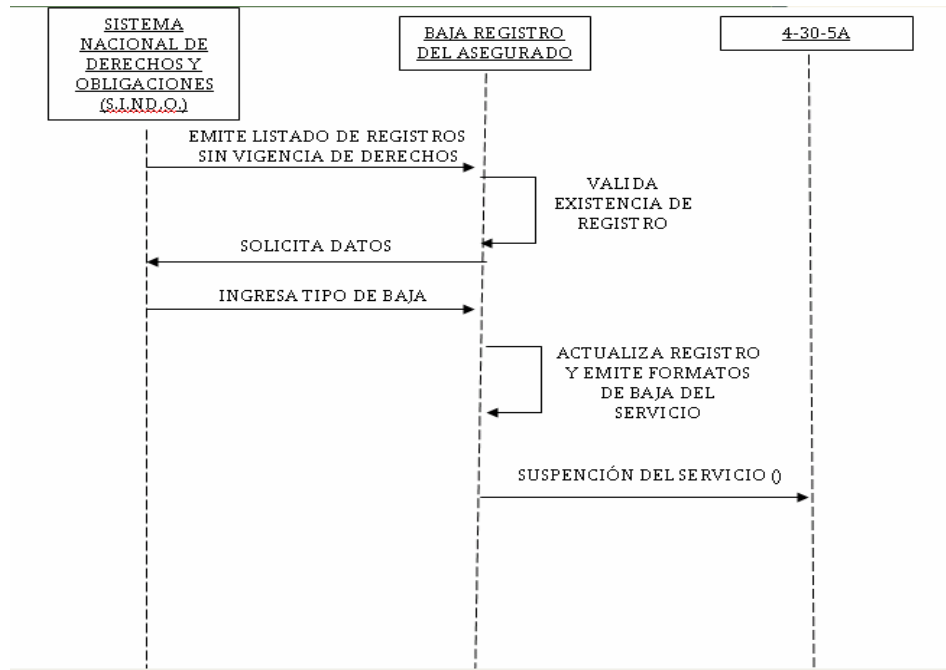 SISTEMA
NACIONAL DE
DERECHOS Y
OBLIGACIONES
(S.I.ND.O.)
BAJA REGISTRO
DEL ASEGURADO
4-30-5A
EMITE LISTADO DE REGISTROS
SIN VIGENCIA DE DERECHOS
VALIDA
EXISTENCIA DE
REGISTRO
SOLICITA DATOS
INGRESA TIPO DE BAJA
ACTUALIZA REGISTRO
Y EMITE FORMATOS
DE BAJA DEL
SERVICIO
SUSPENCIÓN DEL SERVICIO ()